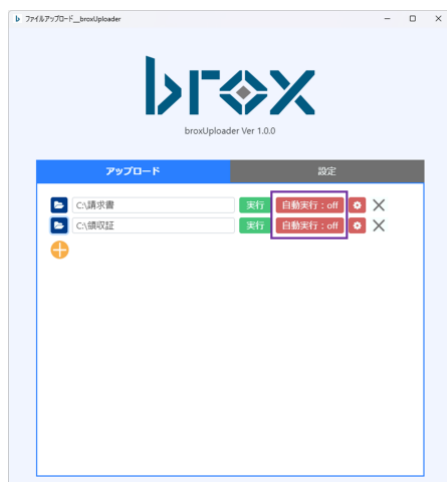 ファイルアップロード__broxUploader
brox
broxUploader Ver 1.0.0
アップロード 設定
C:\請求書 実行 自動実行：off
C:\領収証 実行 自動実行：off